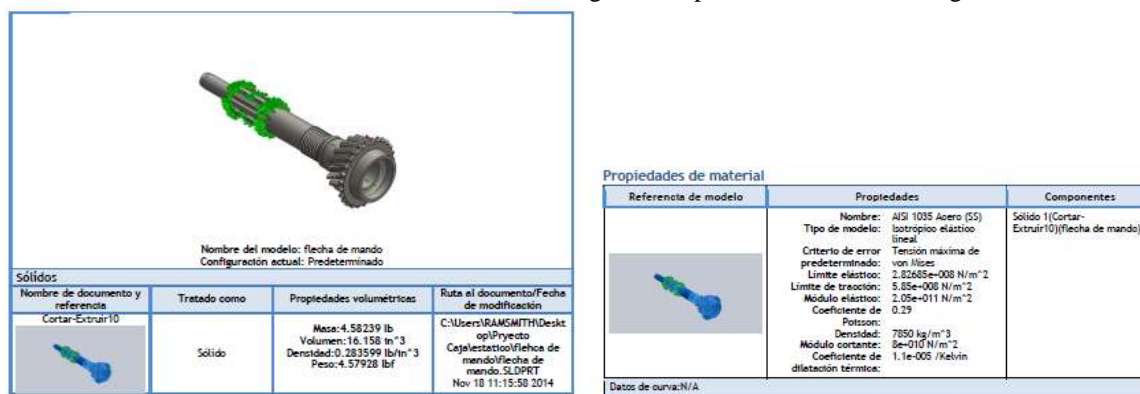 Nombre del modelo: flecha de mando
Configuración actual: Predeterminado
Sólidos
Nombre de documento y referencia
Tratado como
Propiedades volumétricas
Ruta al documento/Fecha de modificación
Cortar-Extruir10
Sólido
Masa:4.58239 lb
Volumen:16.158 in^3
Densidad:0.283599 lb/in^3
Peso:4.57928 lbf
C:\Users\RAMSMITH\Deskt
op\Pryecto
Caja\estatico\flehca de
mando\flecha de
mando.SLDPRT
Nov 18 11:15:58 2014
Propiedades de material
Referencia de modelo
Propiedades
Componentes
Nombre: AISI 1035 Acero (SS)
Tipo de modelo: Isotrópico elástico lineal
Criterio de error predeterminado: Tensión máxima de von Mises
Límite elástico: 2.82685e+008 N/m^2
Límite de tracción: 5.85e+008 N/m^2
Módulo elástico: 2.05e+011 N/m^2
Coeficiente de Poisson: 0.29
Densidad: 7850 kg/m^3
Módulo cortante: 8e+010 N/m^2
Coeficiente de dilatación térmica: 1.1e-005 /Kelvin
Sólido 1(Cortar-
Extruir10)(flecha de mando)
Datos de curva:N/A